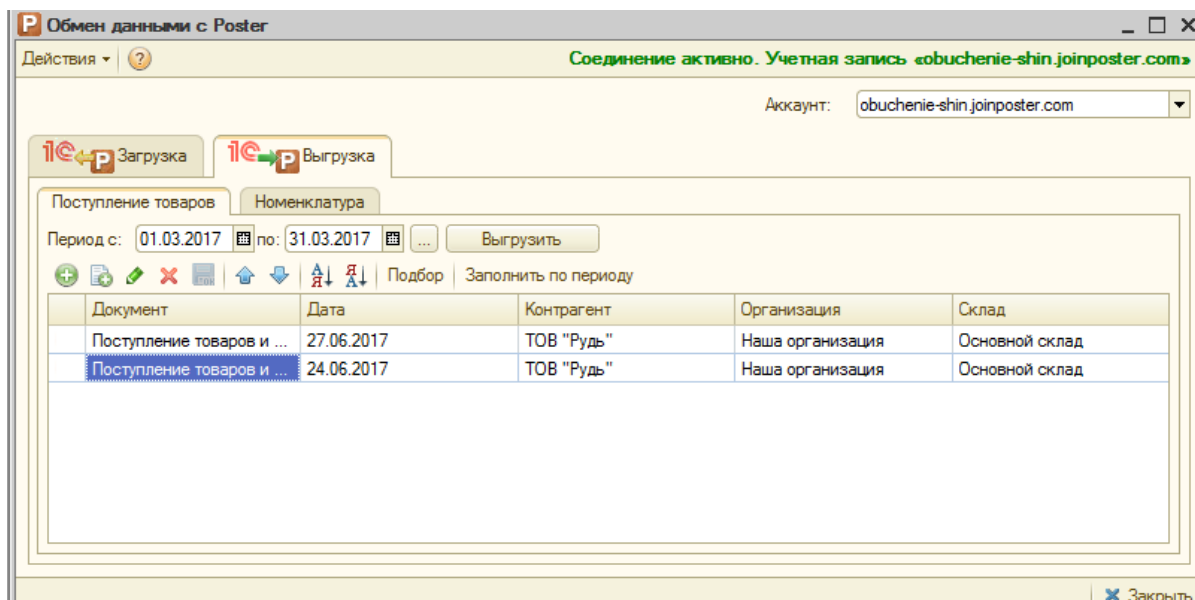 Обмен данными с Poster
Действия Соединение активно. Учетная запись «obuchenie-shin.joinposter.com»
Аккаунт: obuchenie-shin.joinposter.com
1С P Загрузка 1С P Выгрузка
Поступление товаров Номенклатура
Период с: 01.03.2017 по: 31.03.2017 ... Выгрузить
Подбор Заполнить по периоду
Документ Дата Контрагент Организация Склад
Поступление товаров и ... 27.06.2017 ТОВ "Рудь" Наша организация Основной склад
Поступление товаров и ... 24.06.2017 ТОВ "Рудь" Наша организация Основной склад
Закрыть